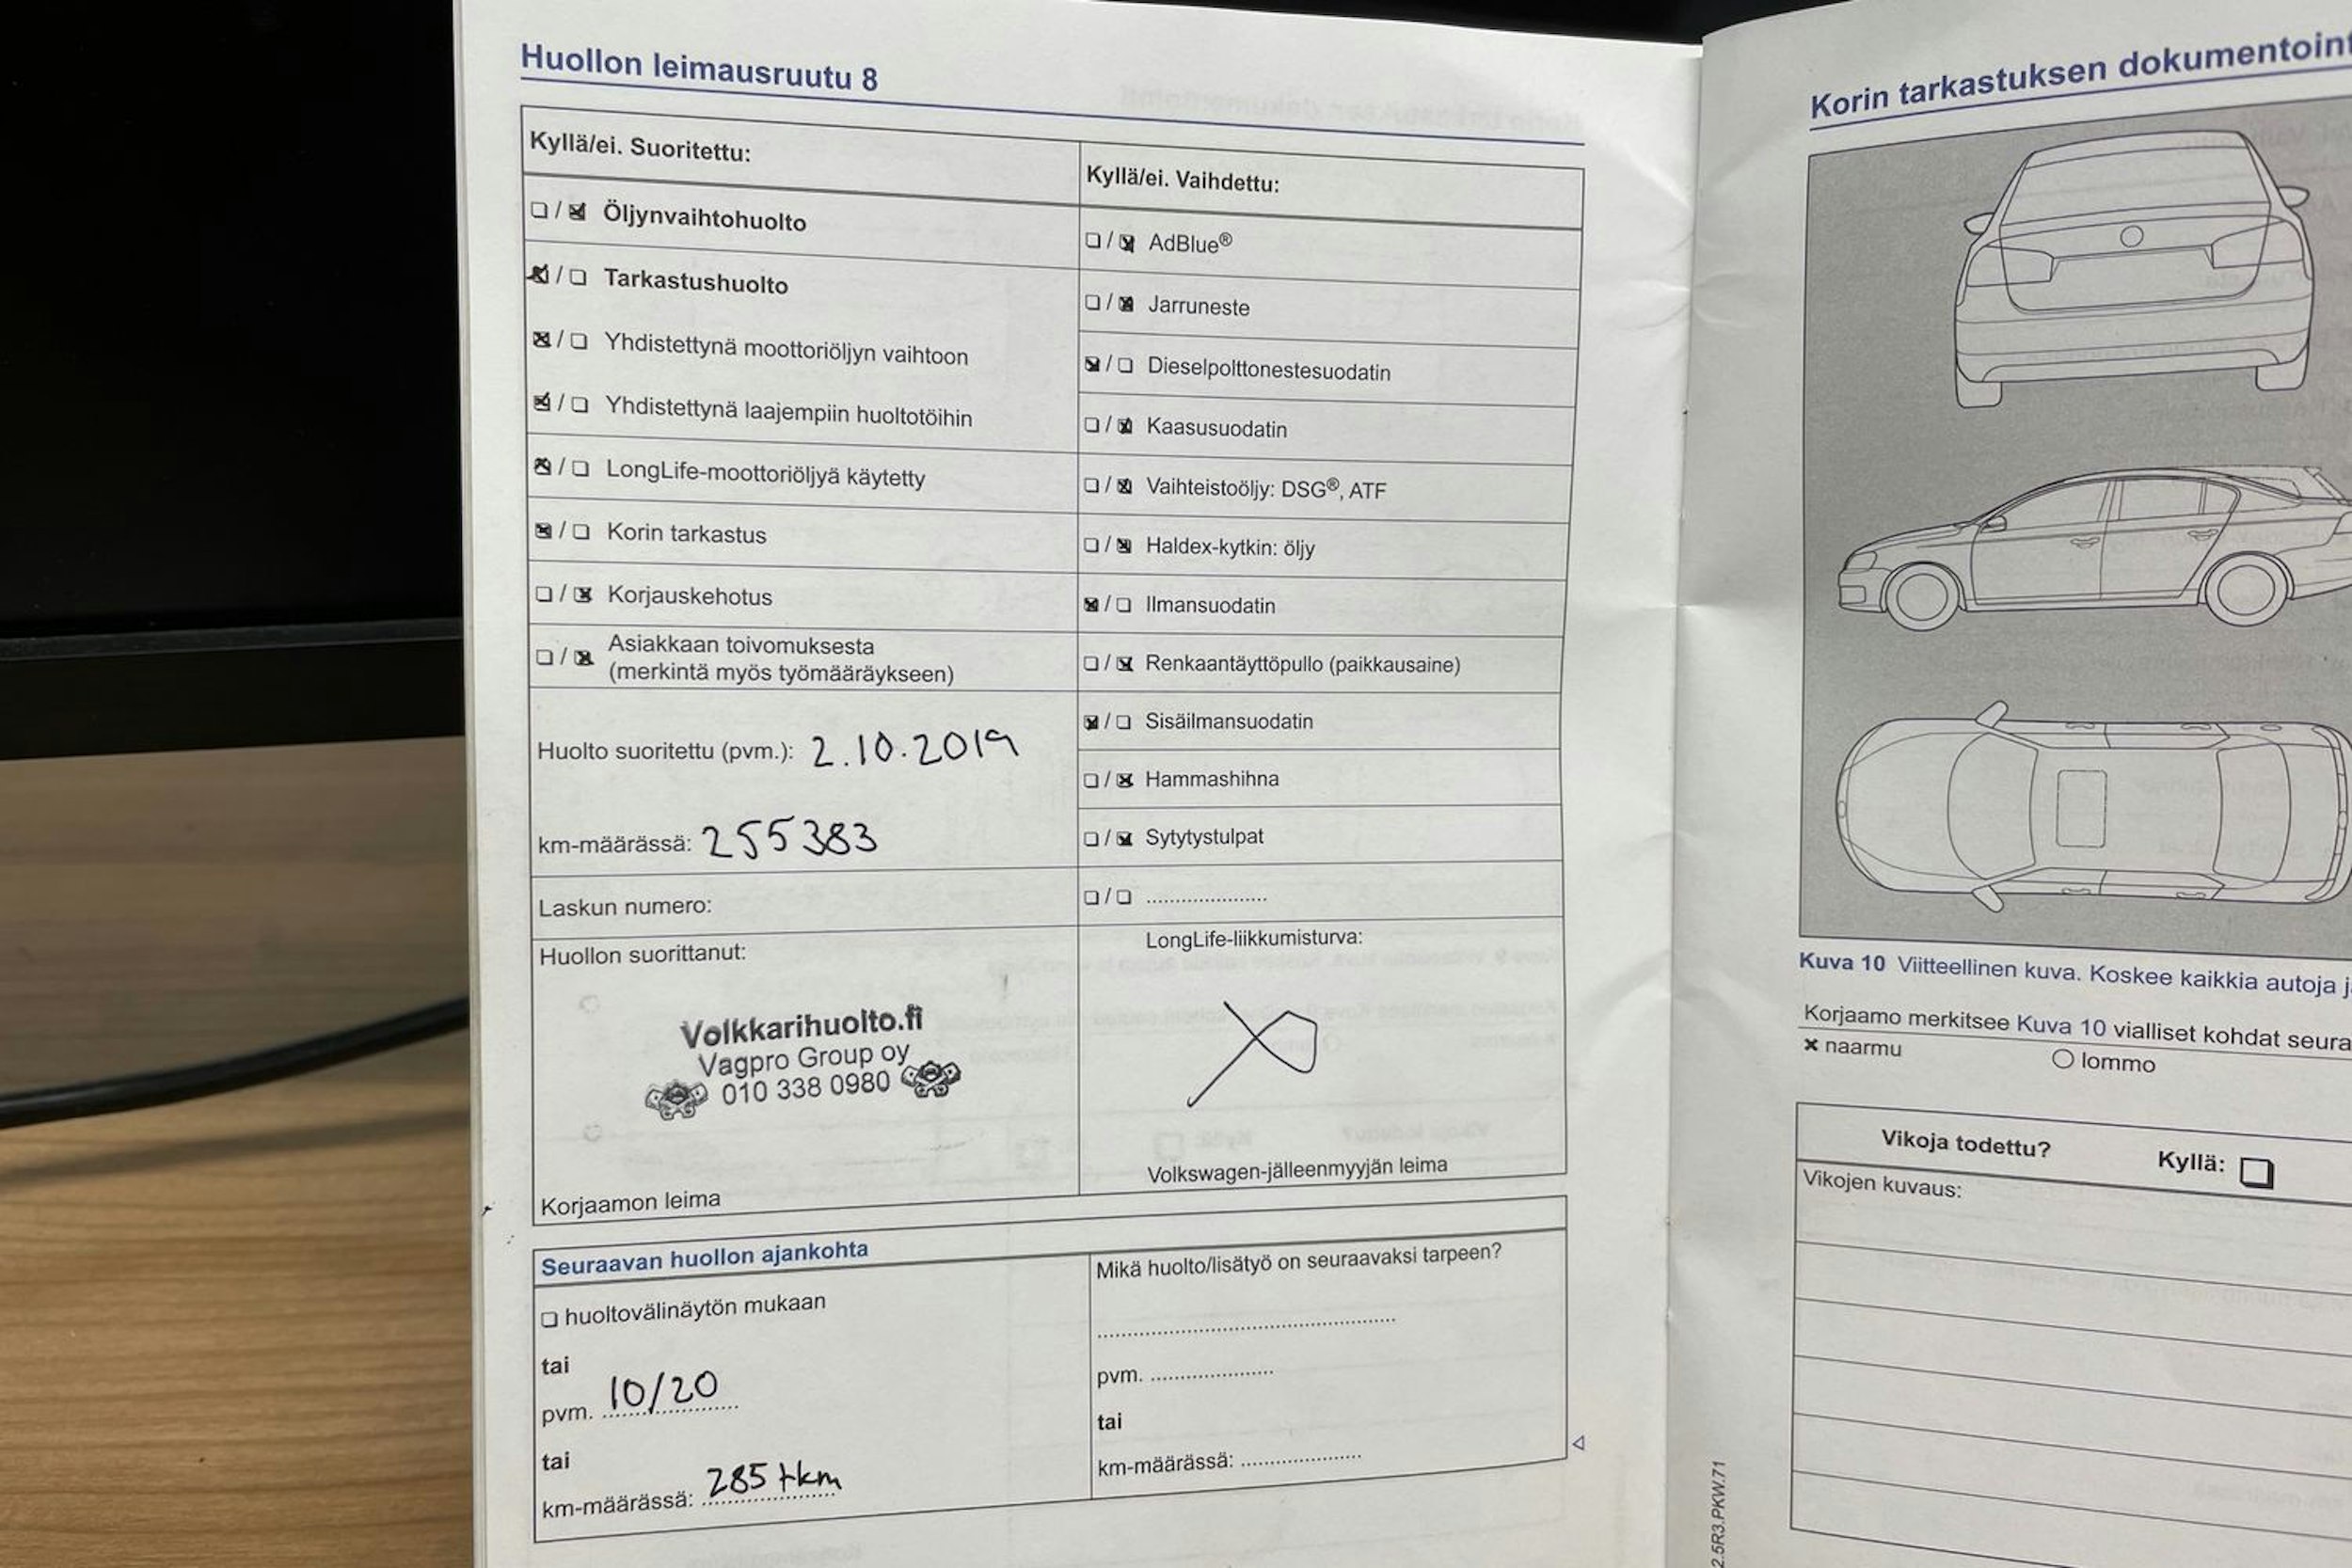 Huollon leimausruutu 8
Kyllä/ei. Suoritettu:
☐ / ☒ Öljynvaihtohuolto
☒ / ☐ Tarkastushuolto
☒ / ☐ Yhdistettynä moottoriöljyn vaihtoon
☒ / ☐ Yhdistettynä laajempiin huoltotöihin
☒ / ☐ LongLife-moottoriöljyä käytetty
☒ / ☐ Korin tarkastus
☐ / ☒ Korjauskehotus
☐ / ☒ Asiakkaan toivomuksesta
(merkintä myös työmääräykseen)
Huolto suoritettu (pvm.): 2.10.2019
km-määrässä: 255383
Laskun numero:
Huollon suorittanut:
Volkkarihuolto.fi
Vagpro Group oy
010 338 0980
Korjaamon leima
Kyllä/ei. Vaihdettu:
☐ / ☒ AdBlue®
☐ / ☒ Jarruneste
☒ / ☐ Dieselpolttonestesuodatin
☐ / ☒ Kaasusuodatin
☐ / ☒ Vaihteistoöljy: DSG®, ATF
☐ / ☒ Haldex-kytkin: öljy
☒ / ☐ Ilmansuodatin
☐ / ☒ Renkaantäyttöpullo (paikkausaine)
☒ / ☐ Sisäilmansuodatin
☐ / ☒ Hammashihna
☐ / ☒ Sytytystulpat
☐ / ☐ ......................
LongLife-liikkumisturva:
Volkswagen-jälleenmyyjän leima
Seuraavan huollon ajankohta
☐ huoltovälinäytön mukaan
tai
pvm. 10/20
tai
km-määrässä: 285 tkm
Mikä huolto/lisätyö on seuraavaksi tarpeen?
pvm. ......................
tai
km-määrässä: ......................
Korin tarkastuksen dokumentoint
Kuva 10 Viitteellinen kuva. Koskee kaikkia autoja j
Korjaamo merkitsee Kuva 10 vialliset kohdat seura
× naarmu ○ lommo
Vikoja todettu? Kyllä: ☐
Vikojen kuvaus:
2.5R3.PKW.71